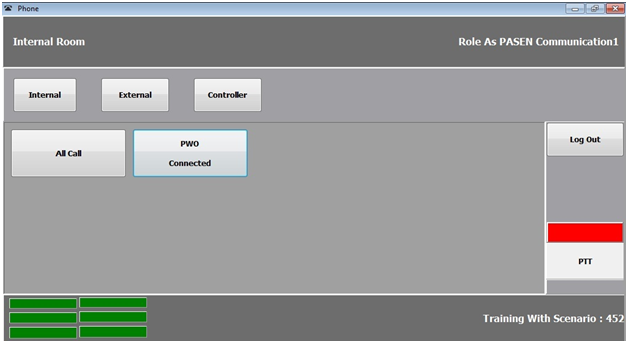 Phone
Internal Room
Role As PASEN Communication1
Internal
External
Controller
All Call
PWO
Connected
Log Out
PTT
Training With Scenario : 452